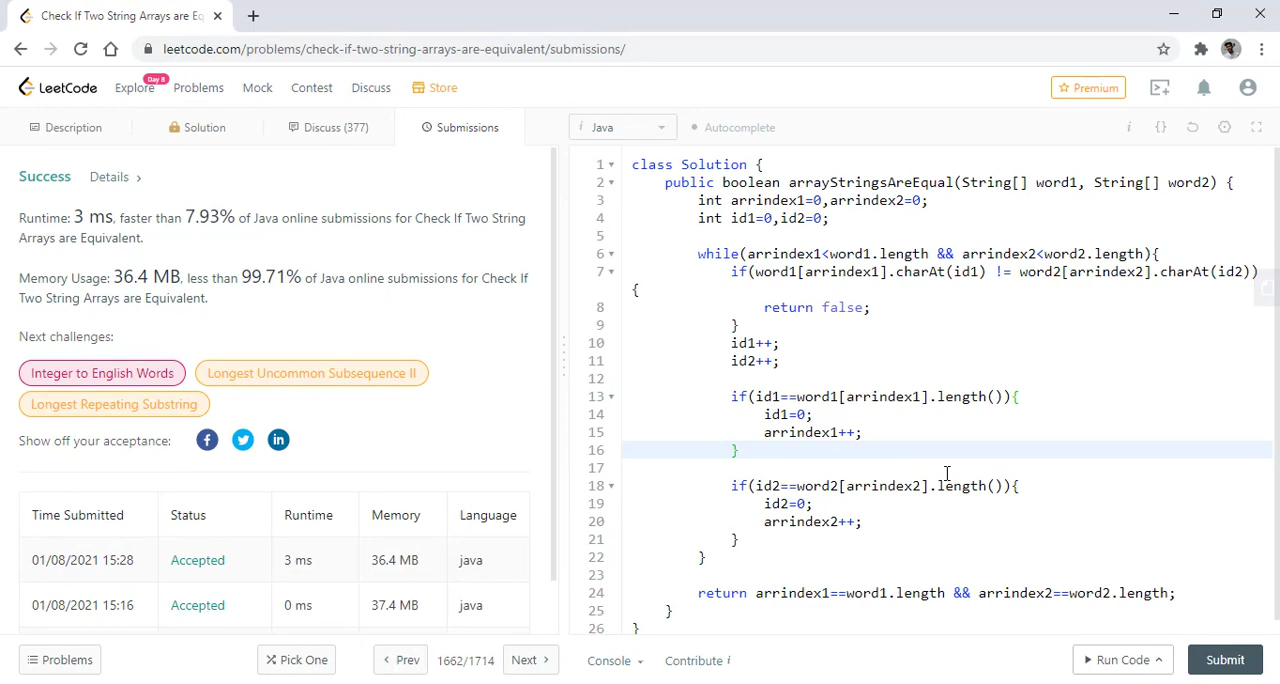 Check If Two String Arrays are Eq
leetcode.com/problems/check-if-two-string-arrays-are-equivalent/submissions/
LeetCode Explore Day 8 Problems Mock Contest Discuss Store Premium
Description Solution Discuss (377) Submissions
i Java Autocomplete i {}
Success Details
Runtime: 3 ms, faster than 7.93% of Java online submissions for Check If Two String
Arrays are Equivalent.
Memory Usage: 36.4 MB, less than 99.71% of Java online submissions for Check If
Two String Arrays are Equivalent.
Next challenges:
Integer to English Words Longest Uncommon Subsequence II
Longest Repeating Substring
Show off your acceptance:
Time Submitted Status Runtime Memory Language
01/08/2021 15:28 Accepted 3 ms 36.4 MB java
01/08/2021 15:16 Accepted 0 ms 37.4 MB java
1 class Solution {
2 public boolean arrayStringsAreEqual(String[] word1, String[] word2) {
3 int arrindex1=0,arrindex2=0;
4 int id1=0,id2=0;
5
6 while(arrindex1<word1.length && arrindex2<word2.length){
7 if(word1[arrindex1].charAt(id1) != word2[arrindex2].charAt(id2))
{
8 return false;
9 }
10 id1++;
11 id2++;
12
13 if(id1==word1[arrindex1].length()){
14 id1=0;
15 arrindex1++;
16 }
17
18 if(id2==word2[arrindex2].length()){
19 id2=0;
20 arrindex2++;
21 }
22 }
23
24 return arrindex1==word1.length && arrindex2==word2.length;
25 }
26 }
Problems Pick One Prev 1662/1714 Next Console Contribute i Run Code Submit